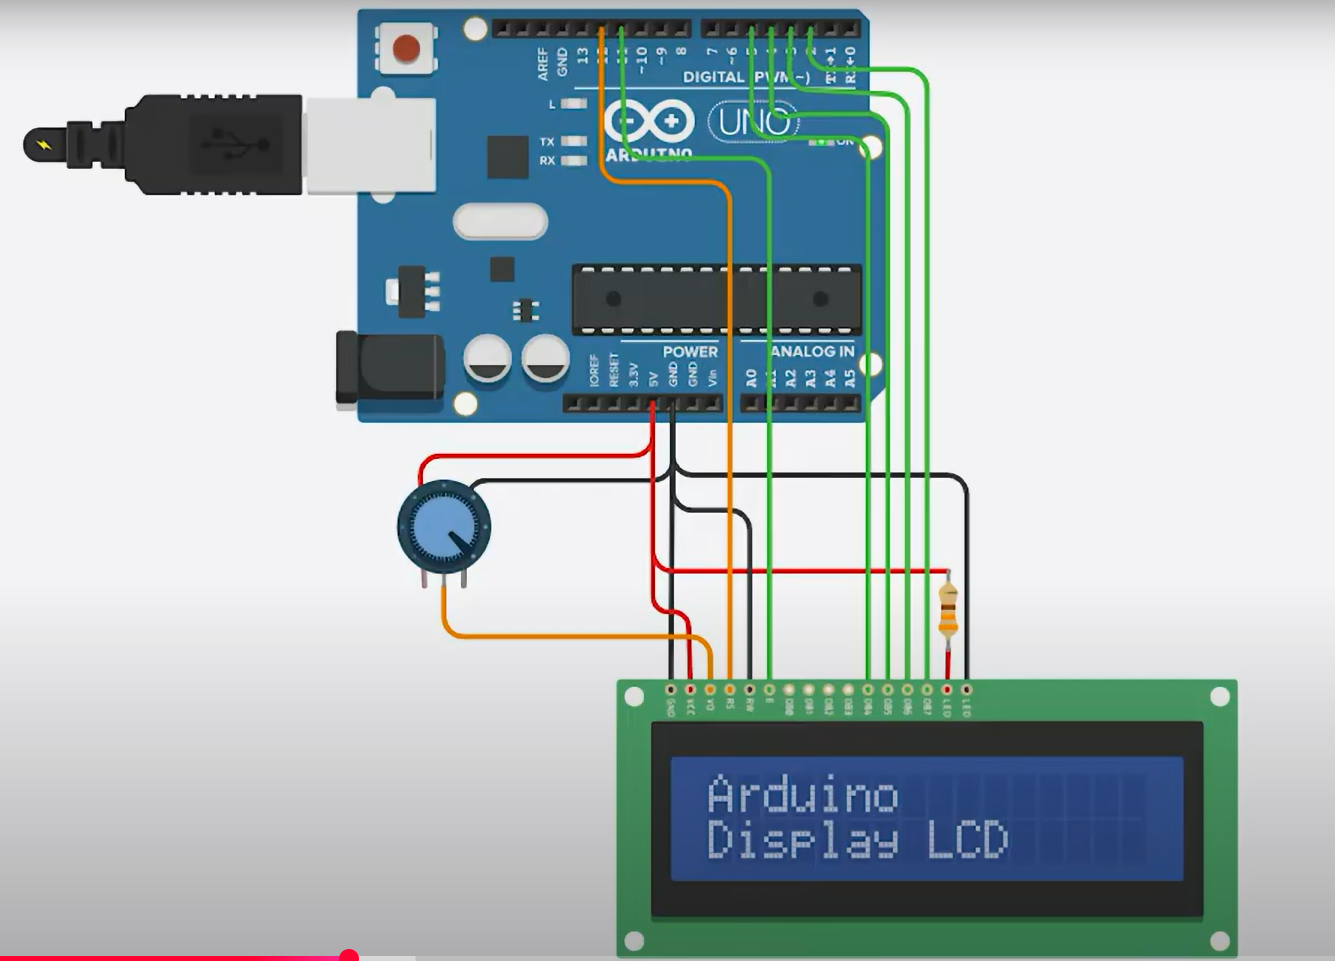 AREF
GND
13
12
11
~10
~9
8
7
~6
5
4
3
2
TX→1
RX←0
DIGITAL (PWM~)
L
TX
RX
ARDUINO
UNO
ON
POWER
ANALOG IN
IOREF
RESET
3.3V
5V
GND
GND
Vin
A0
A1
A2
A3
A4
A5
GND
VCC
V0
RS
RW
E
DB0
DB1
DB2
DB3
DB4
DB5
DB6
DB7
LED
LED
Arduino
Display LCD